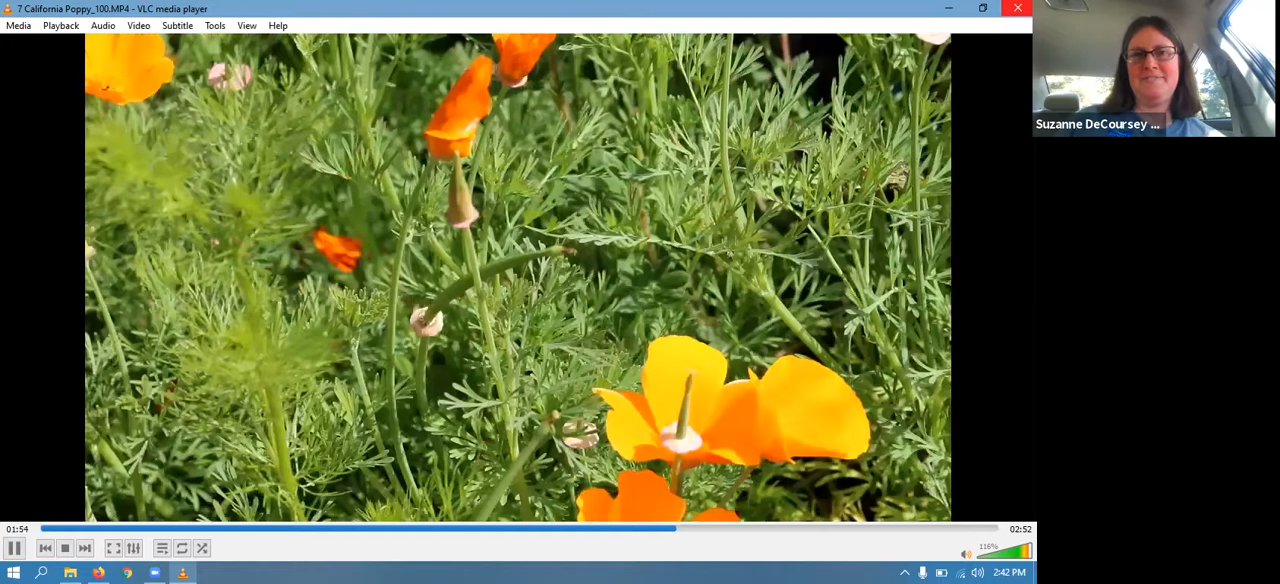 7 California Poppy_100.MP4 - VLC media player
Media Playback Audio Video Subtitle Tools View Help
Suzanne DeCoursey ...
01:54
02:52
116%
2:42 PM